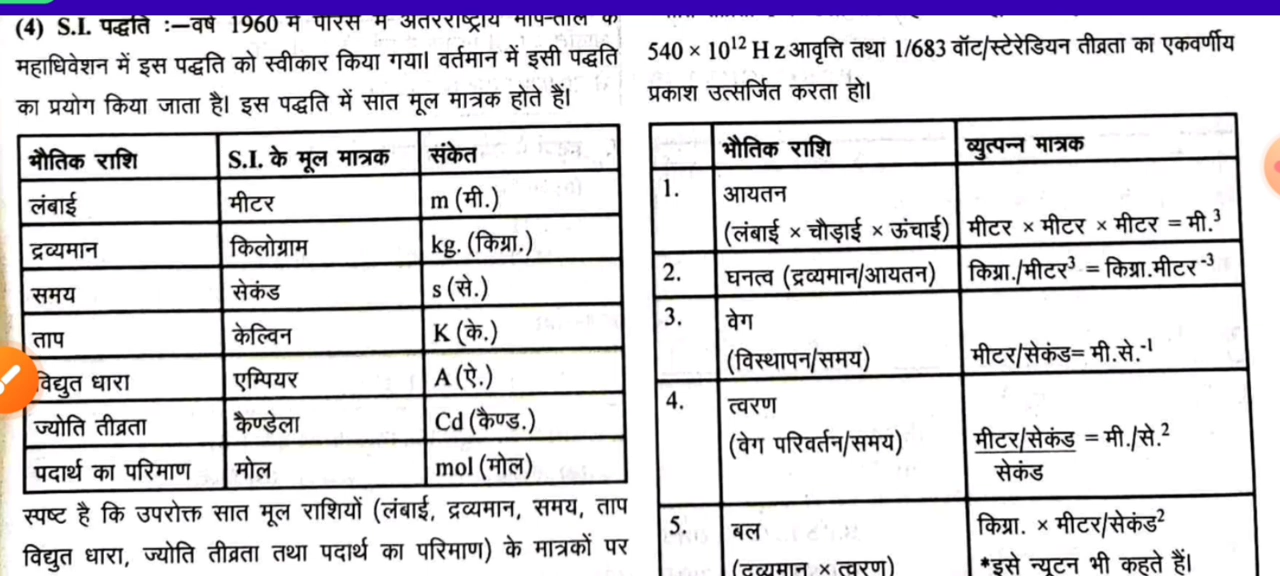 (4) S.I. पद्धति :–वर्ष 1960 में पेरिस में अंतरराष्ट्रीय माप-तौल के
महाधिवेशन में इस पद्धति को स्वीकार किया गया। वर्तमान में इसी पद्धति
का प्रयोग किया जाता है। इस पद्धति में सात मूल मात्रक होते हैं।
भौतिक राशि S.I. के मूल मात्रक संकेत
लंबाई मीटर m (मी.)
द्रव्यमान किलोग्राम kg. (किग्रा.)
समय सेकंड s (से.)
ताप केल्विन K (के.)
विद्युत धारा एम्पियर A (ऐ.)
ज्योति तीव्रता कैण्डेला Cd (कैण्ड.)
पदार्थ का परिमाण मोल mol (मोल)
स्पष्ट है कि उपरोक्त सात मूल राशियों (लंबाई, द्रव्यमान, समय, ताप
विद्युत धारा, ज्योति तीव्रता तथा पदार्थ का परिमाण) के मात्रकों पर
540 × 10¹² H z आवृत्ति तथा 1/683 वॉट/स्टेरेडियन तीव्रता का एकवर्णीय
प्रकाश उत्सर्जित करता हो।
भौतिक राशि व्युत्पन्न मात्रक
1. आयतन
(लंबाई × चौड़ाई × ऊंचाई) मीटर × मीटर × मीटर = मी.³
2. घनत्व (द्रव्यमान/आयतन) किग्रा./मीटर³ = किग्रा.मीटर⁻³
3. वेग
(विस्थापन/समय) मीटर/सेकंड= मी.से.⁻¹
4. त्वरण
(वेग परिवर्तन/समय) मीटर/सेकंड = मी./से.²
सेकंड
5. बल किग्रा. × मीटर/सेकंड²
(द्रव्यमान × त्वरण) *इसे न्यूटन भी कहते हैं।